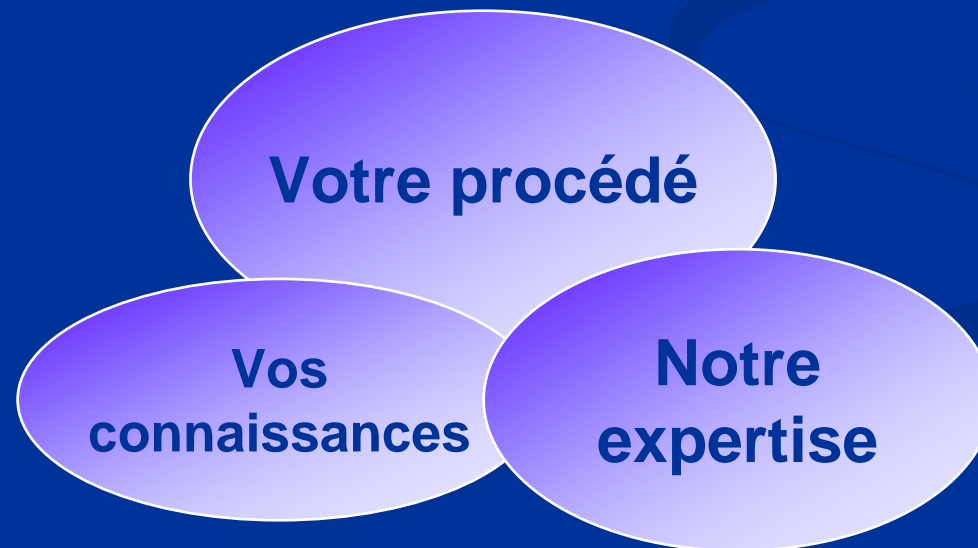 Votre procédé
Vos
connaissances
Notre
expertise